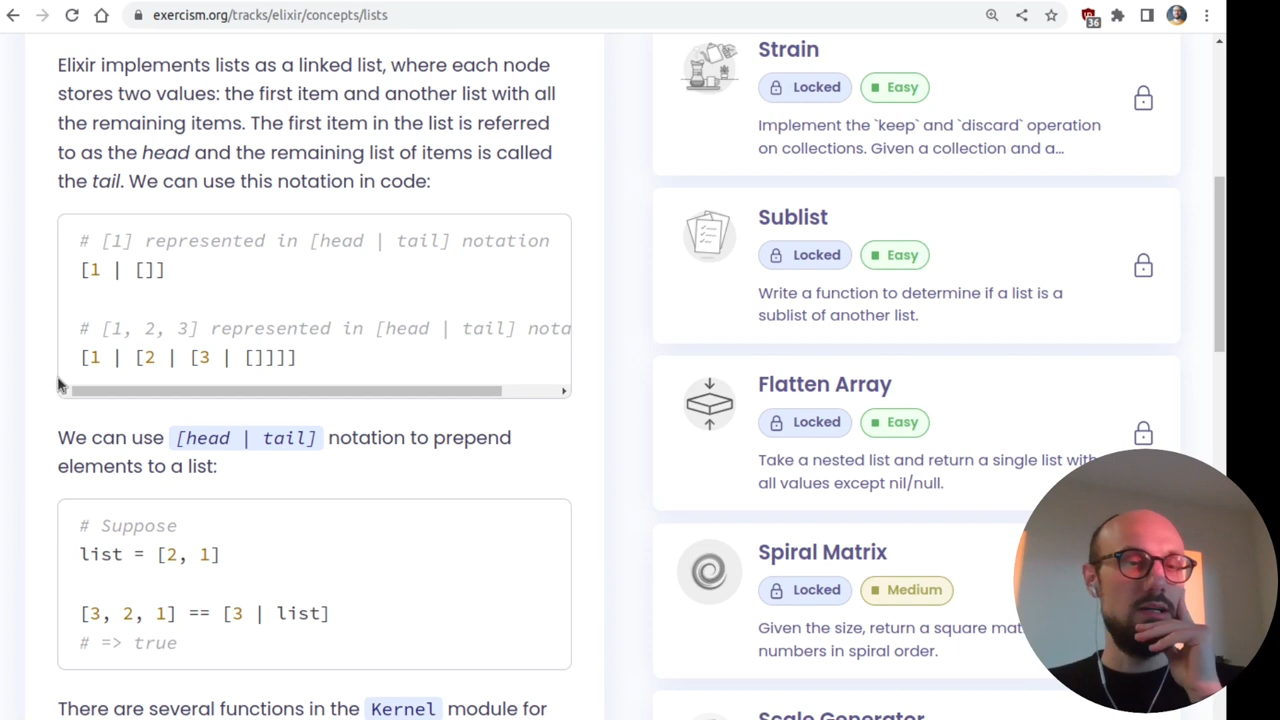 exercism.org/tracks/elixir/concepts/lists
36
Elixir implements lists as a linked list, where each node
stores two values: the first item and another list with all
the remaining items. The first item in the list is referred
to as the head and the remaining list of items is called
the tail. We can use this notation in code:
# [1] represented in [head | tail] notation
[1 | []]
# [1, 2, 3] represented in [head | tail] nota
[1 | [2 | [3 | []]]]
We can use [head | tail] notation to prepend
elements to a list:
# Suppose
list = [2, 1]
[3, 2, 1] == [3 | list]
# => true
There are several functions in the Kernel module for
Strain
Locked Easy
Implement the `keep` and `discard` operation
on collections. Given a collection and a…
Sublist
Locked Easy
Write a function to determine if a list is a
sublist of another list.
Flatten Array
Locked Easy
Take a nested list and return a single list with
all values except nil/null.
Spiral Matrix
Locked Medium
Given the size, return a square mat
numbers in spiral order.
Scale Generator